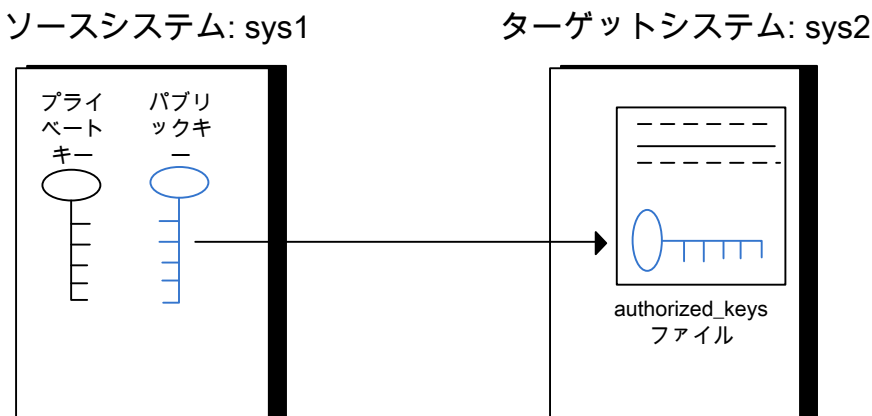 ソースシステム: sys1
ターゲットシステム: sys2
プライ
ベート
キー
パブリ
ックキ
ー
authorized_keys
ファイル